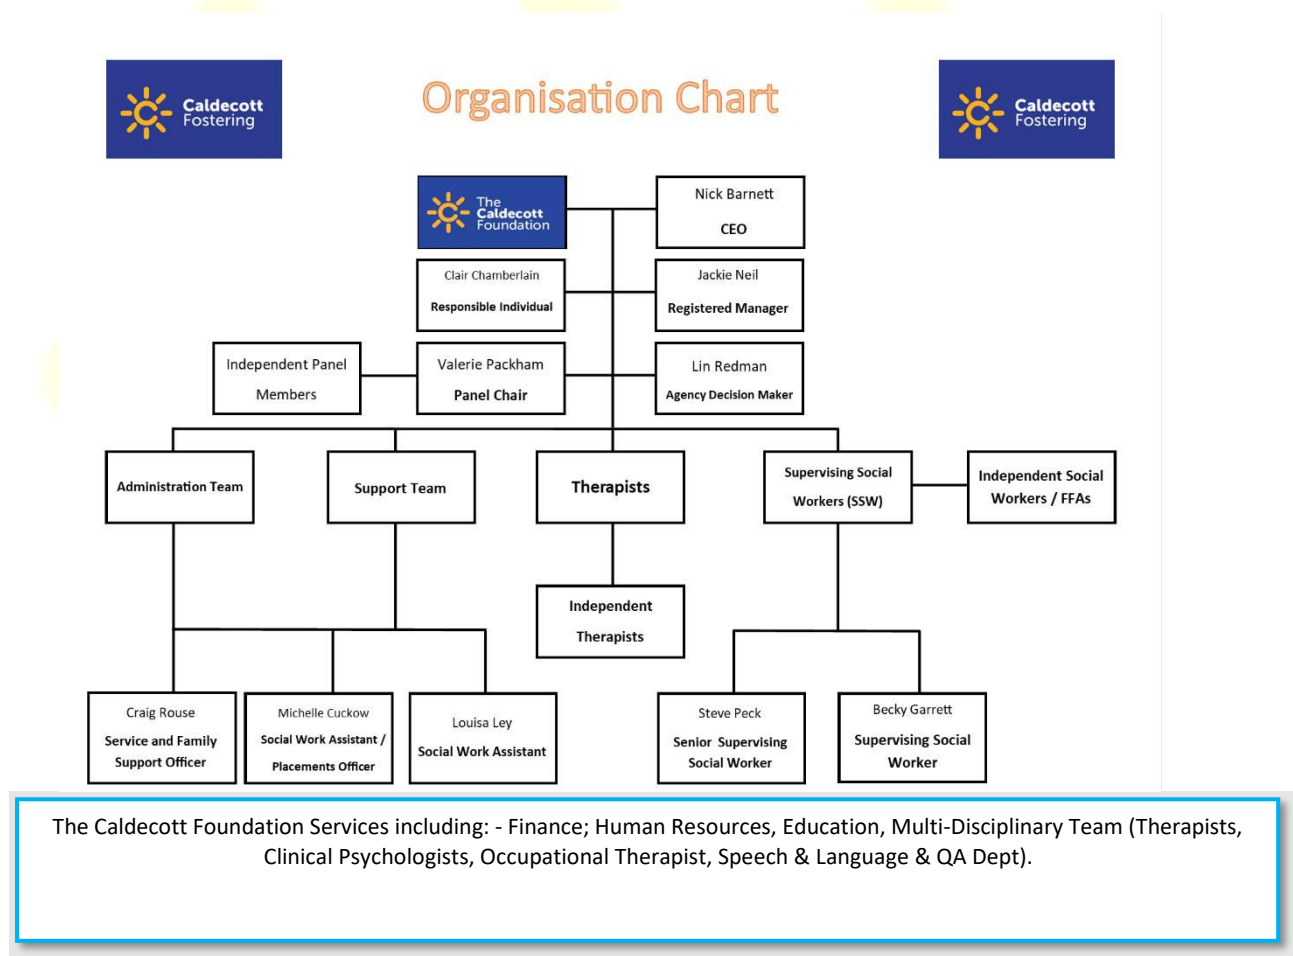 Caldecott
Fostering
Organisation Chart
Caldecott
Fostering
The
Caldecott
Foundation
Nick Barnett
CEO
Clair Chamberlain
Responsible Individual
Jackie Neil
Registered Manager
Independent Panel
Members
Valerie Packham
Panel Chair
Lin Redman
Agency Decision Maker
Administration Team
Support Team
Therapists
Supervising Social
Workers (SSW)
Independent Social
Workers / FFAs
Independent
Therapists
Craig Rouse
Service and Family
Support Officer
Michelle Cuckow
Social Work Assistant /
Placements Officer
Louisa Ley
Social Work Assistant
Steve Peck
Senior Supervising
Social Worker
Becky Garrett
Supervising Social
Worker
The Caldecott Foundation Services including: - Finance; Human Resources, Education, Multi-Disciplinary Team (Therapists,
Clinical Psychologists, Occupational Therapist, Speech & Language & QA Dept).